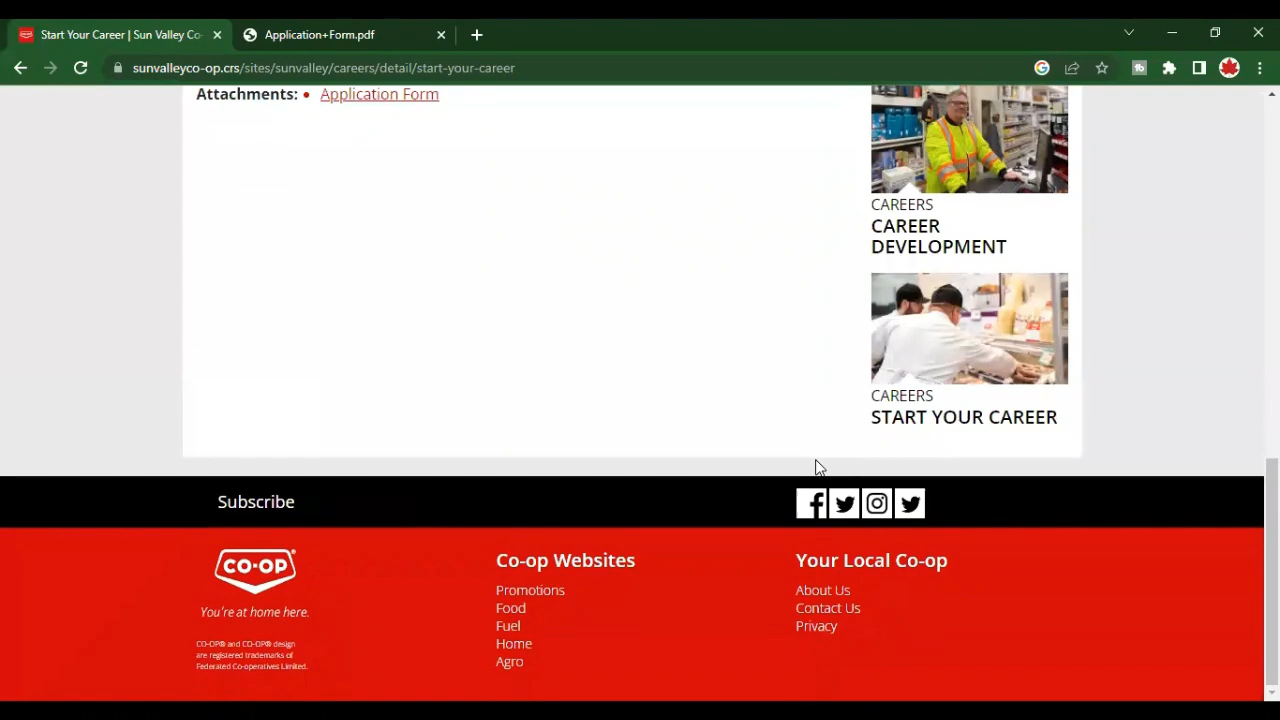 Start Your Career | Sun Valley Co-
Application+Form.pdf
sunvalleyco-op.crs/sites/sunvalley/careers/detail/start-your-career
Attachments: • Application Form
CAREERS
CAREER
DEVELOPMENT
CAREERS
START YOUR CAREER
Subscribe
CO-OP®
You're at home here.
CO-OP® and CO-OP® design
are registered trademarks of
Federated Co-operatives Limited.
Co-op Websites
Promotions
Food
Fuel
Home
Agro
Your Local Co-op
About Us
Contact Us
Privacy